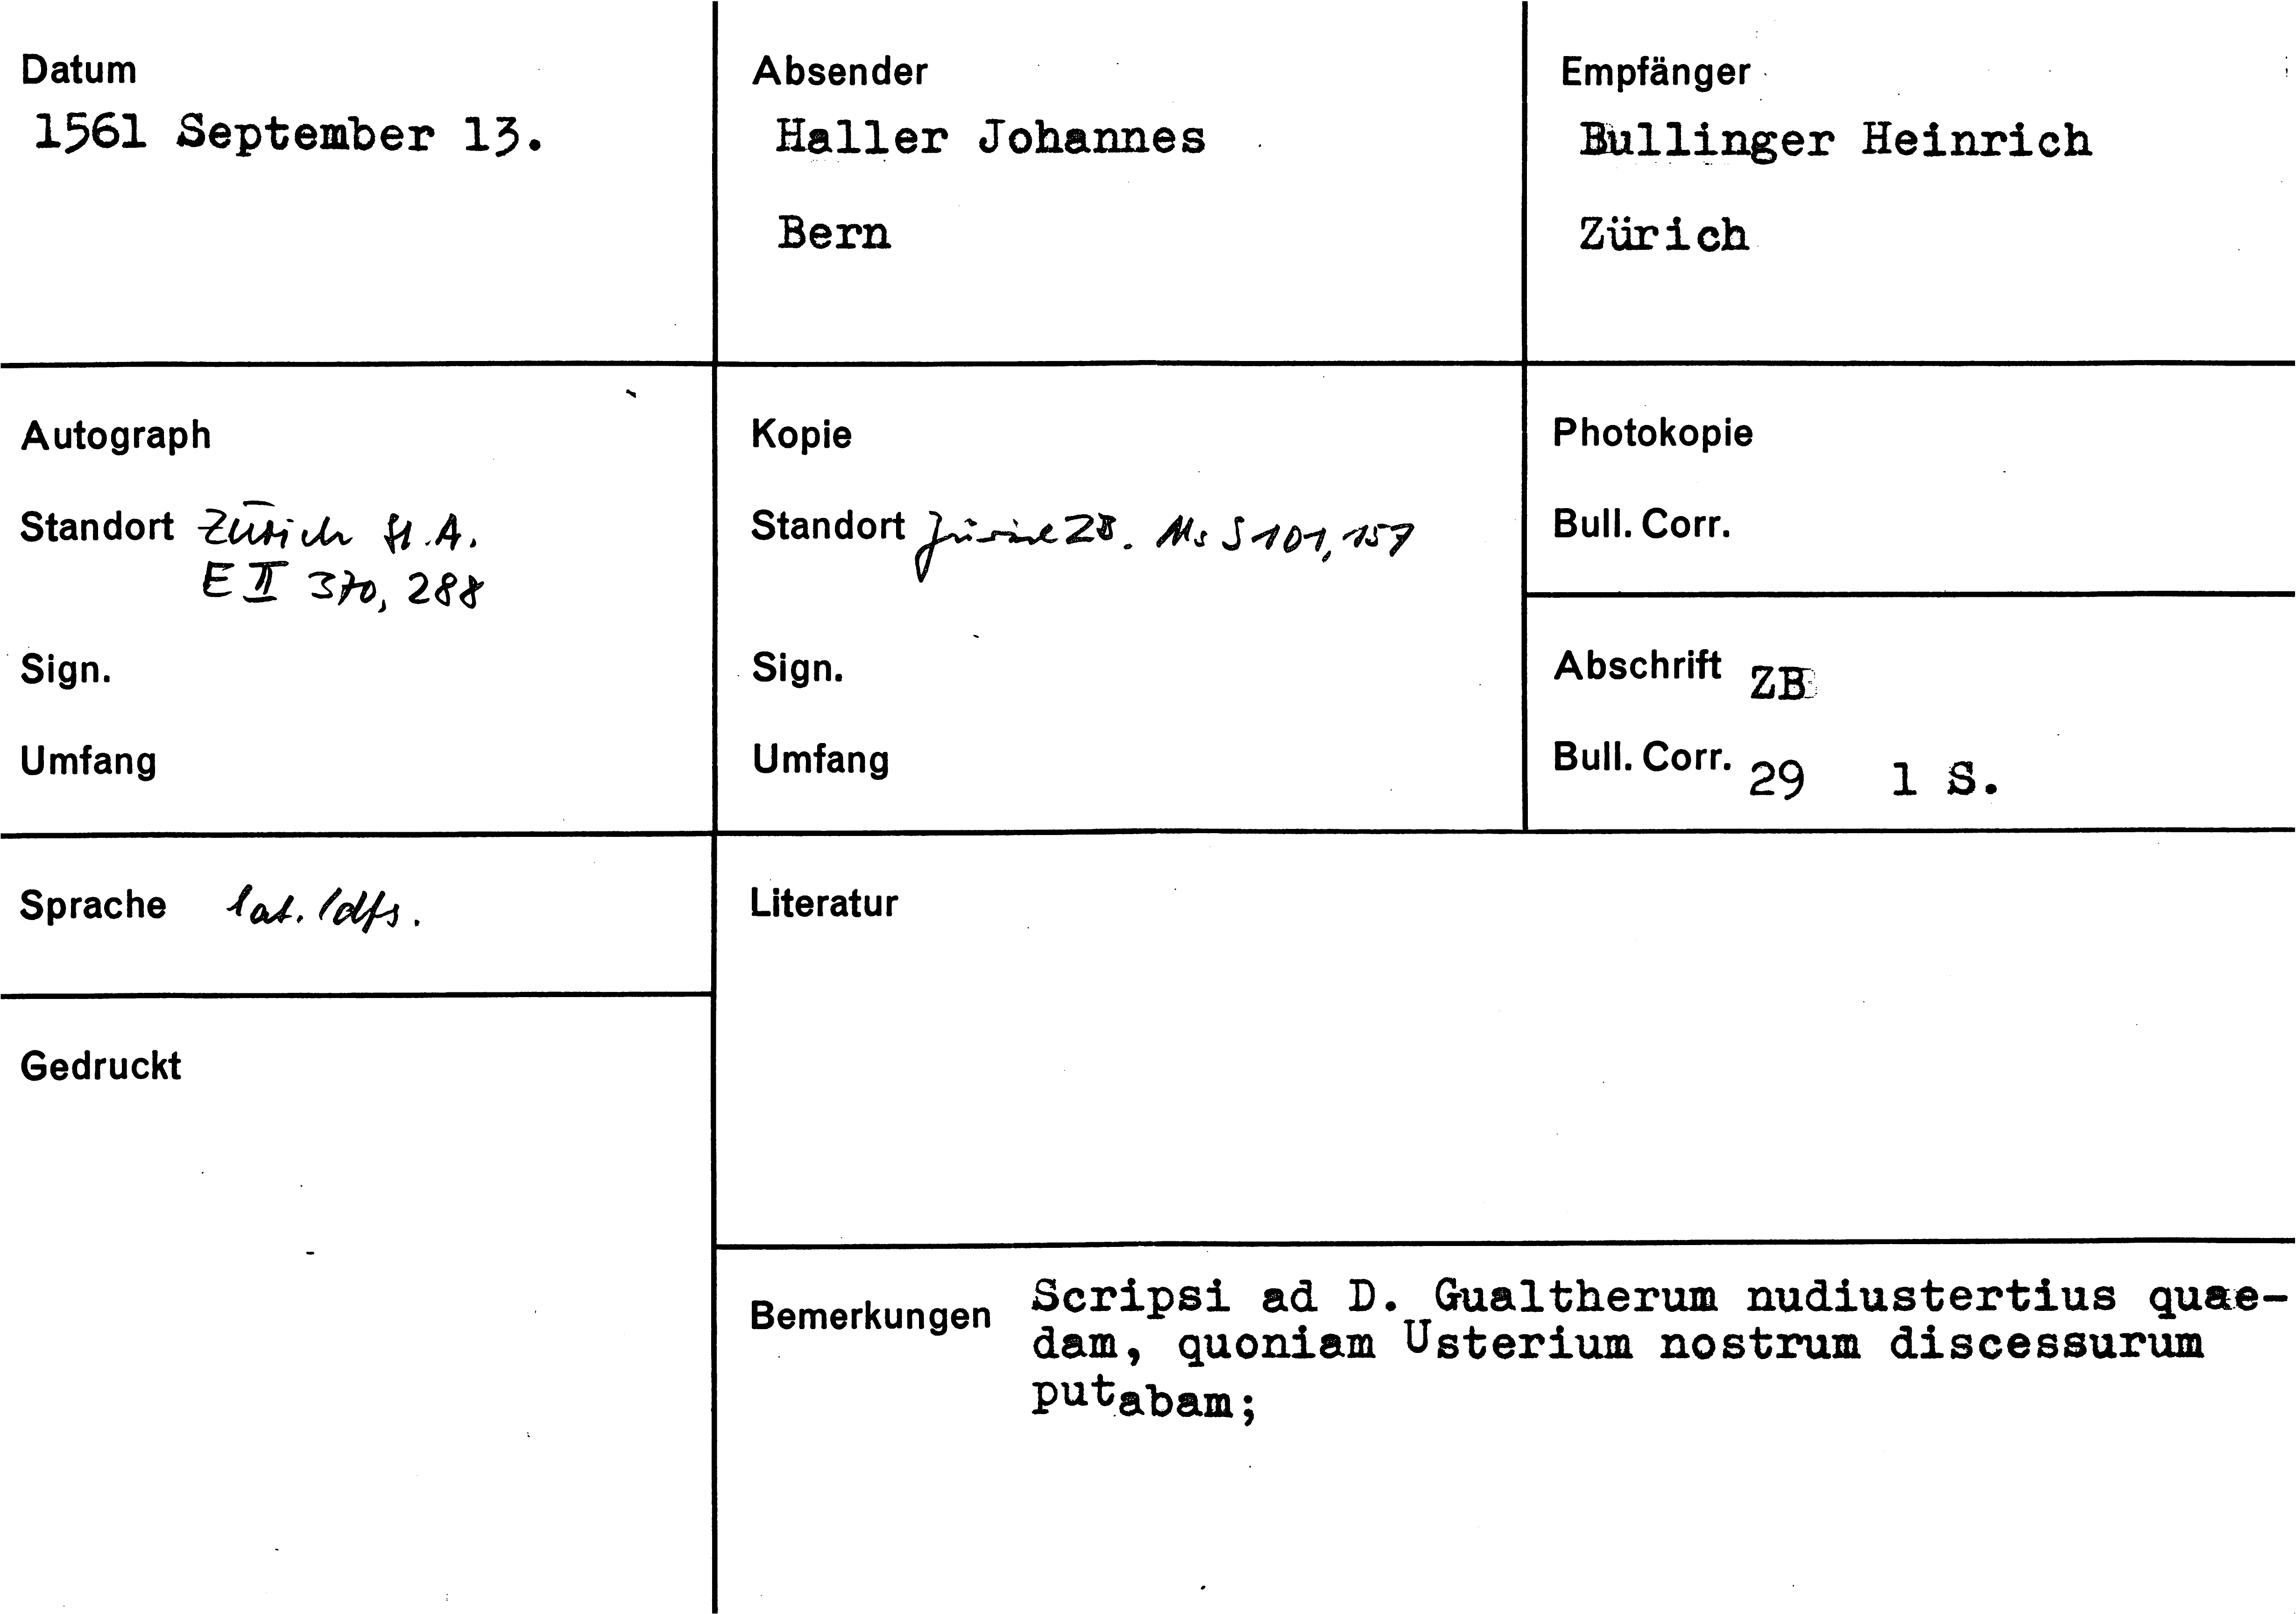 Datum
1561 September 13.
Absender
Haller Johannes
Bern
Empfänger
Bullinger Heinrich
Zürich
Autograph
Standort Zürich St.A.
E II 370, 288
Sign.
Umfang
Kopie
Standort Zürich ZB. Ms S 101, 157
Sign.
Umfang
Photokopie
Bull. Corr.
Abschrift ZB
Bull. Corr. 29 1 S.
Sprache lat./dts.
Literatur
Gedruckt
Bemerkungen Scripsi ad D. Gualtherum nudiustertius quae-
dam, quoniam Usterium nostrum discessurum
putabam;